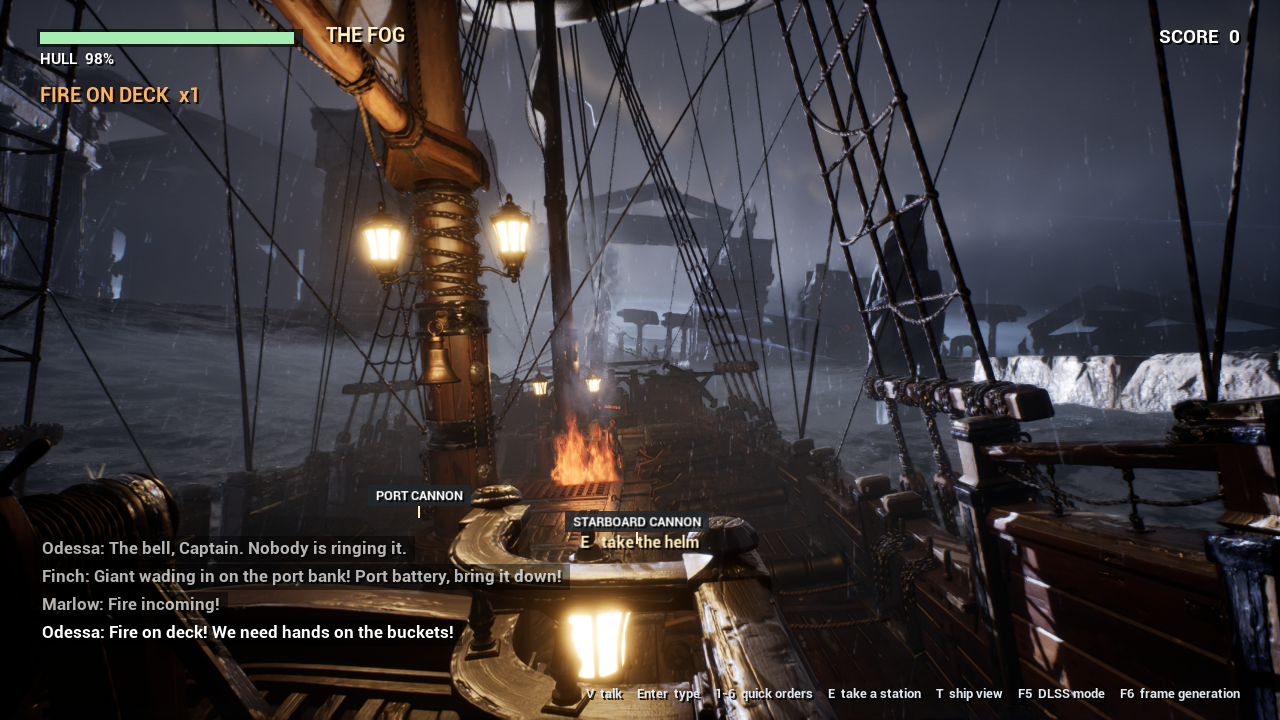 THE FOG
SCORE 0
HULL 98%
FIRE ON DECK x1
PORT CANNON
STARBOARD CANNON
E take the helm
Odessa: The bell, Captain. Nobody is ringing it.
Finch: Giant wading in on the port bank! Port battery, bring it down!
Marlow: Fire incoming!
Odessa: Fire on deck! We need hands on the buckets!
V talk Enter type 1-6 quick orders E take a station T ship view F5 DLSS mode F6 frame generation